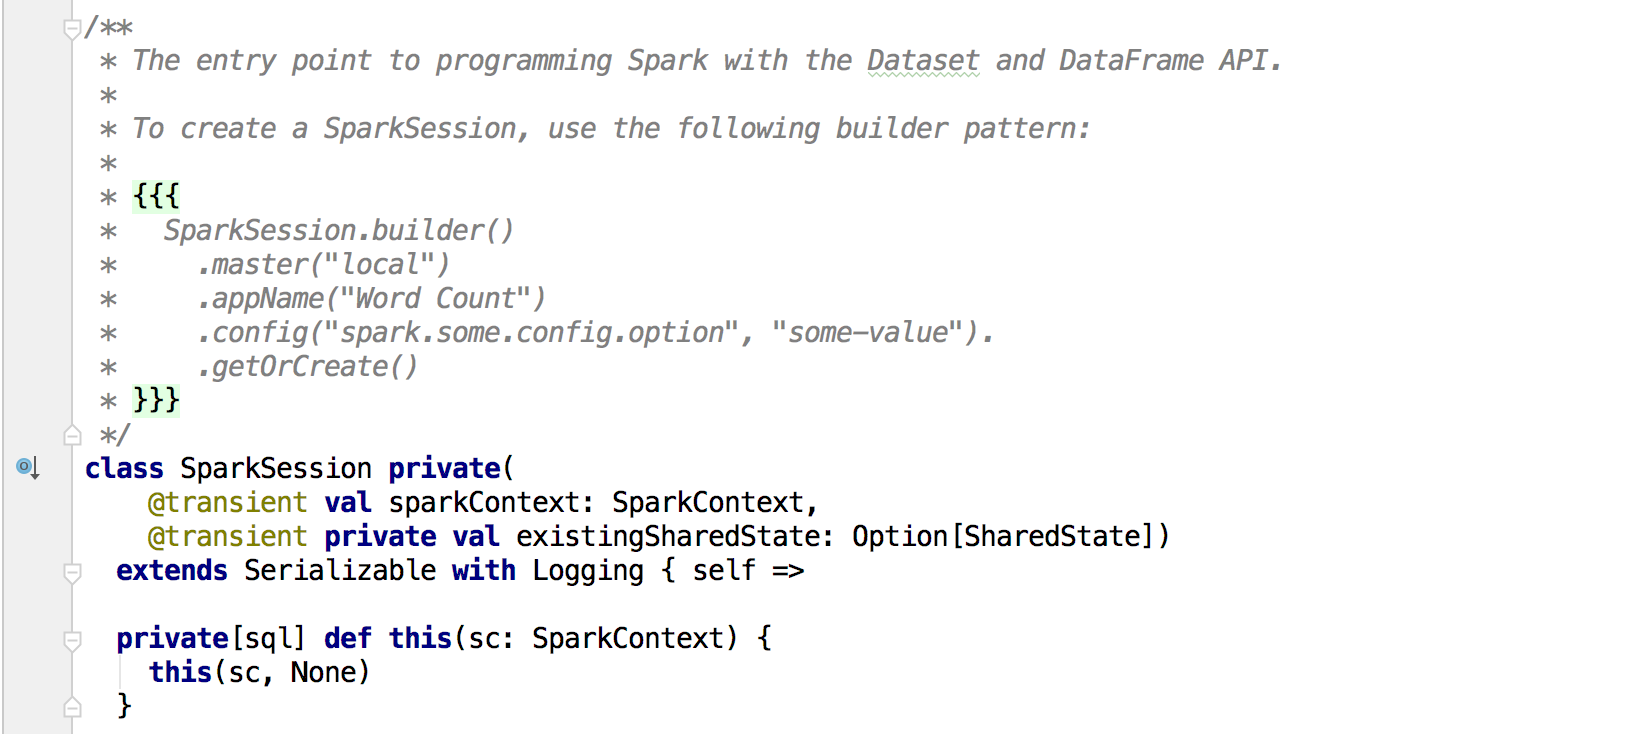 /**
 * The entry point to programming Spark with the Dataset and DataFrame API.
 *
 * To create a SparkSession, use the following builder pattern:
 *
 * {{{
 *   SparkSession.builder()
 *     .master("local")
 *     .appName("Word Count")
 *     .config("spark.some.config.option", "some-value").
 *     .getOrCreate()
 * }}}
 */
class SparkSession private(
    @transient val sparkContext: SparkContext,
    @transient private val existingSharedState: Option[SharedState])
  extends Serializable with Logging { self =>

  private[sql] def this(sc: SparkContext) {
    this(sc, None)
  }